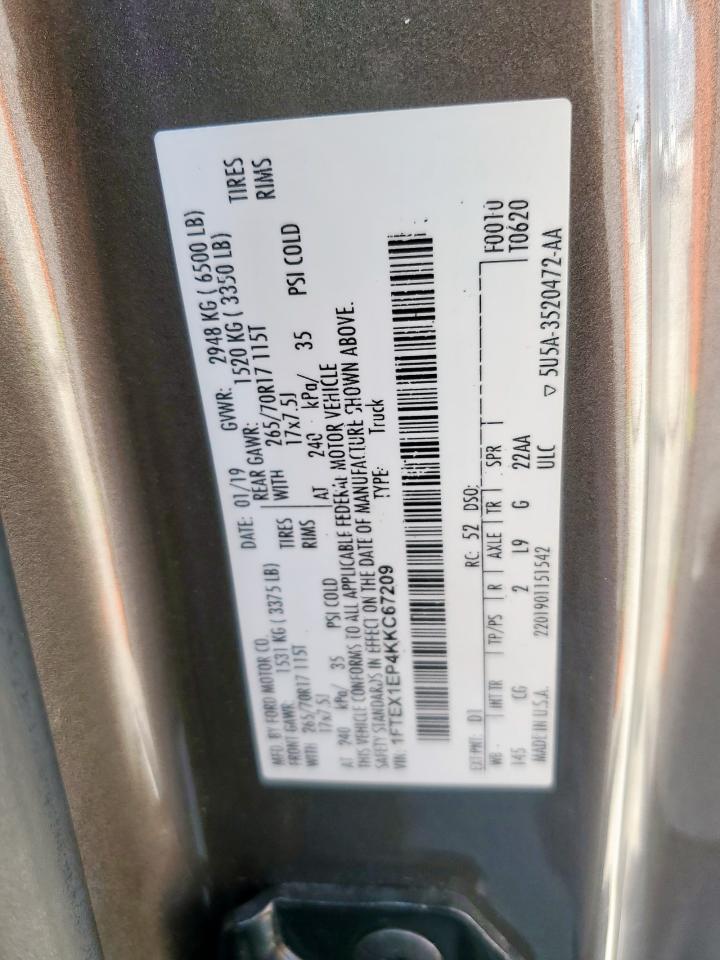 MFD. BY FORD MOTOR CO. DATE: 01/19 GVWR: 2948 KG ( 6500 LB)
FRONT GAWR: 1531 KG ( 3375 LB) REAR GAWR: 1520 KG ( 3350 LB)
WITH 265/70R17 115T TIRES WITH 265/70R17 115T TIRES
17x7.5J RIMS 17x7.5J RIMS
AT 240 kPa/ 35 PSI COLD AT 240 kPa/ 35 PSI COLD
THIS VEHICLE CONFORMS TO ALL APPLICABLE FEDERAL MOTOR VEHICLE
SAFETY STANDARDS IN EFFECT ON THE DATE OF MANUFACTURE SHOWN ABOVE.
VIN: 1FTEX1EP4KKC67209 TYPE: Truck
F0010
EXT PNT: D1 RC: 52 DSO: T0620
WB INT TR TP/PS R AXLE TR SPR
145 CG 2 L9 G 22AA
MADE IN U.S.A. 2201901151542 ULC ▽ 5U5A-3520472-AA